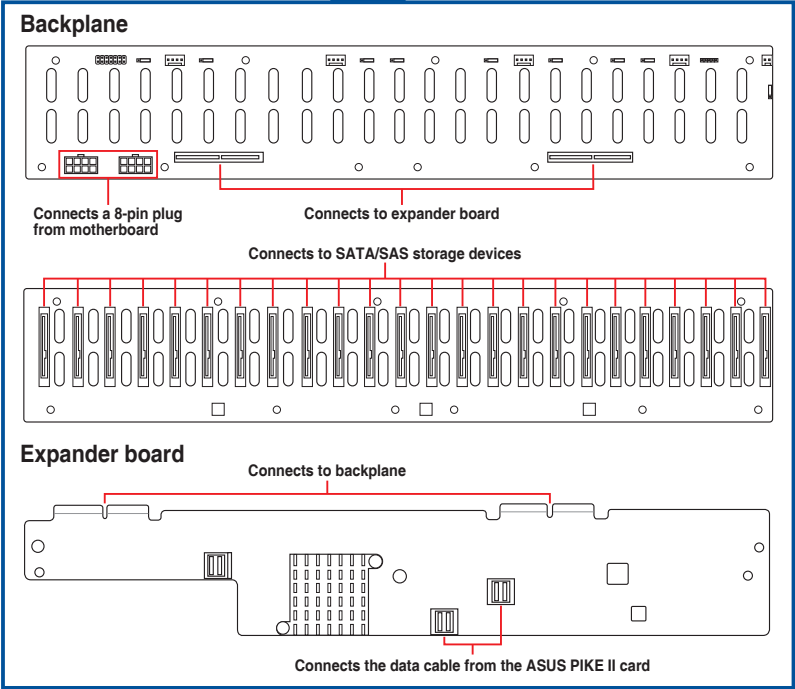 Backplane
Connects a 8-pin plug
from motherboard
Connects to expander board
Connects to SATA/SAS storage devices
Expander board
Connects to backplane
Connects the data cable from the ASUS PIKE II card